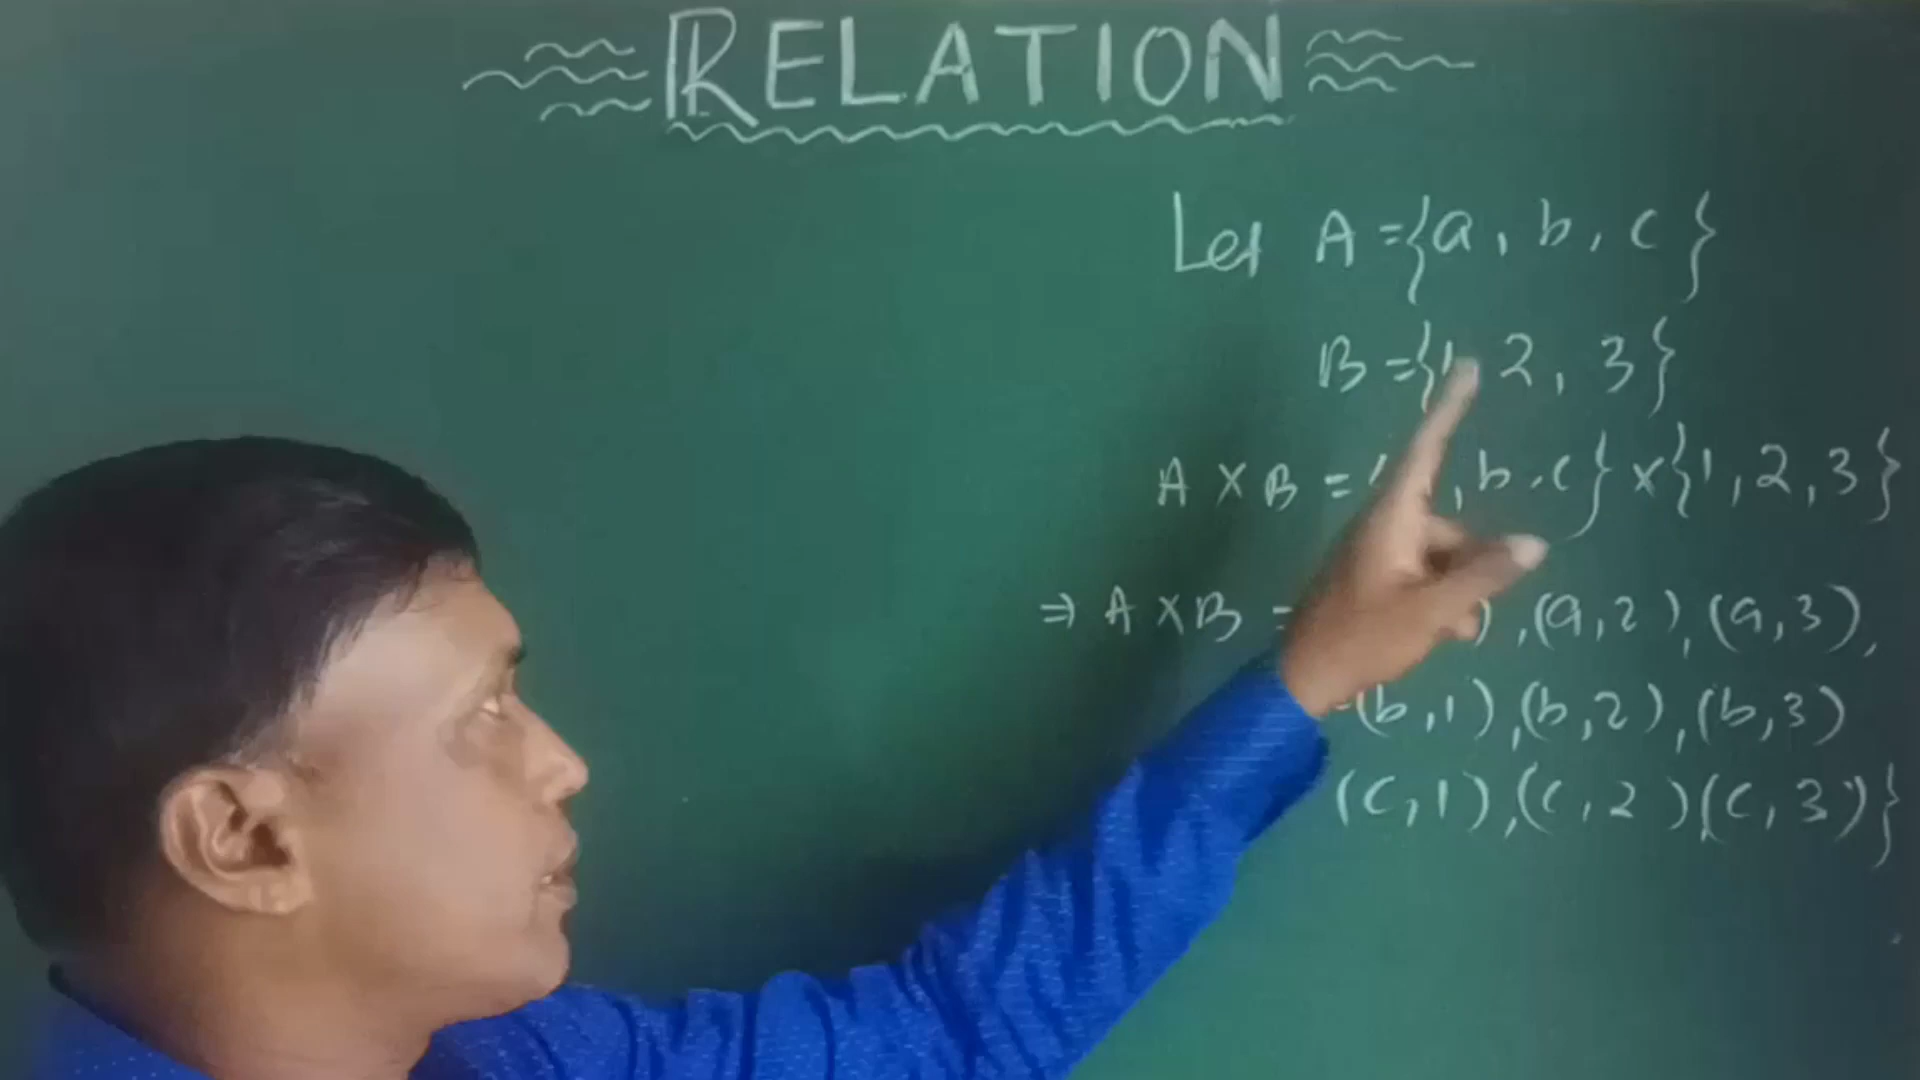 RELATION
Let A = {a, b, c}
B = {1, 2, 3}
A × B = , b, c} × {1, 2, 3}
⇒ A × B = ), (a, 2), (a, 3),
(b, 1), (b, 2), (b, 3)
(c, 1), (c, 2) (c, 3)}